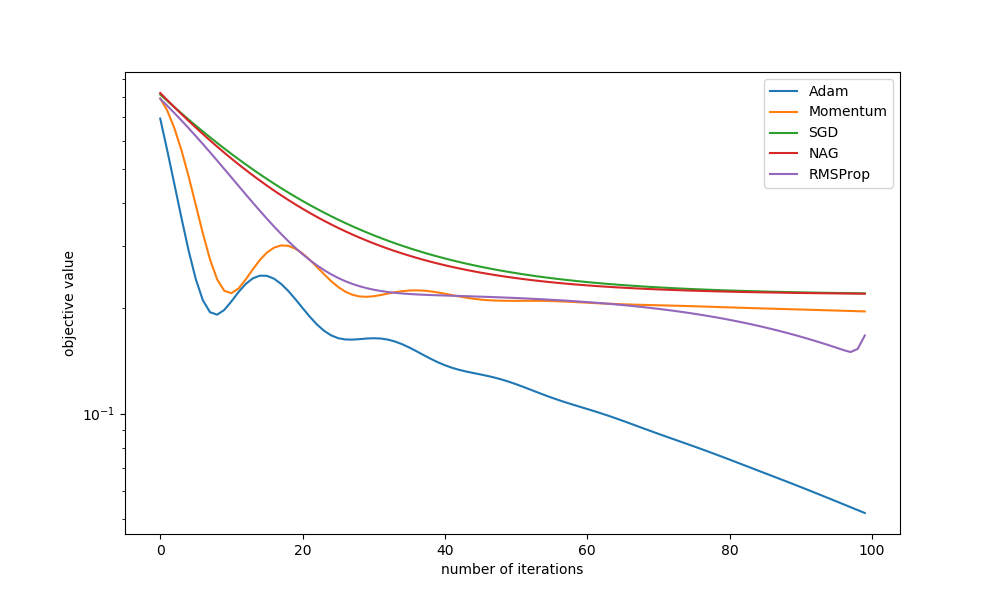 Adam
Momentum
SGD
NAG
RMSProp
objective value
10⁻¹
0 20 40 60 80 100
number of iterations